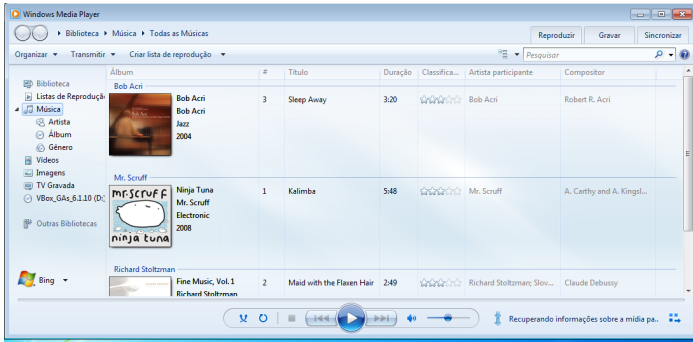 Windows Media Player
Biblioteca Música Todas as Músicas
Reproduzir Gravar Sincronizar
Organizar Transmitir Criar lista de reprodução Pesquisar
Álbum # Título Duração Classifica... Artista participante Compositor
Biblioteca
Listas de Reproduçã
Música
Artista
Álbum
Gênero
Vídeos
Imagens
TV Gravada
VBox_GAs_6.1.10 (D:)
Outras Bibliotecas
Bing
Bob Acri
Bob Acri 3 Sleep Away 3:20 Bob Acri Robert R. Acri
Bob Acri
Jazz
2004
Mr. Scruff
mr.scruff
ninja tuna
Ninja Tuna 1 Kalimba 5:48 Mr. Scruff A. Carthy and A. Kingsl...
Mr. Scruff
Electronic
2008
Richard Stoltzman
Fine Music, Vol. 1 2 Maid with the Flaxen Hair 2:49 Richard Stoltzman; Slov... Claude Debussy
Richard Stoltzman
Recuperando informações sobre a mídia pa..